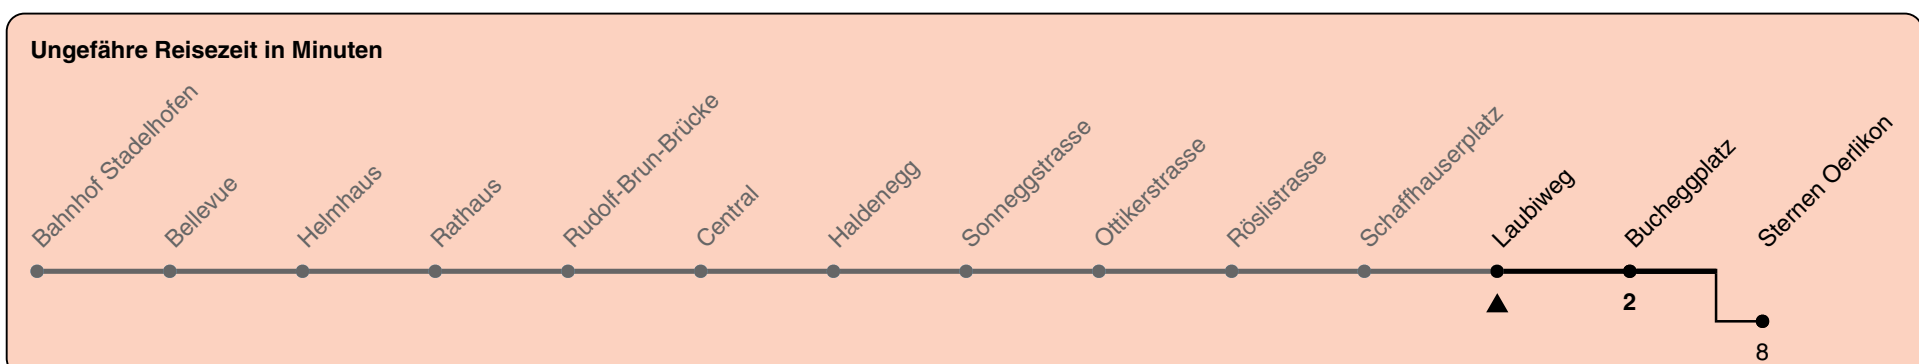 Ungefähre Reisezeit in Minuten
Bahnhof Stadelhofen
Bellevue
Helmhaus
Rathaus
Rudolf-Brun-Brücke
Central
Haldenegg
Sonneggstrasse
Ottikerstrasse
Röslistrasse
Schaffhauserplatz
Laubiweg
Bucheggplatz
Sternen Oerlikon
2
8